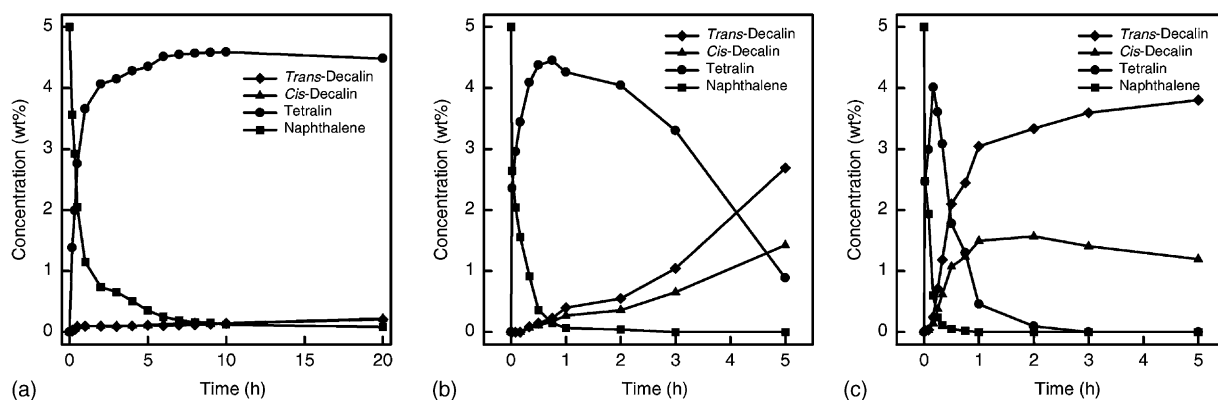 5
4
3
2
1
0
Concentration (wt%)
Trans-Decalin
Cis-Decalin
Tetralin
Naphthalene
0 5 10 15 20
Time (h)
(a)
5
4
3
2
1
0
Concentration (wt%)
Trans-Decalin
Cis-Decalin
Tetralin
Naphthalene
0 1 2 3 4 5
Time (h)
(b)
5
4
3
2
1
0
Concentration (wt%)
Trans-Decalin
Cis-Decalin
Tetralin
Naphthalene
0 1 2 3 4 5
Time (h)
(c)